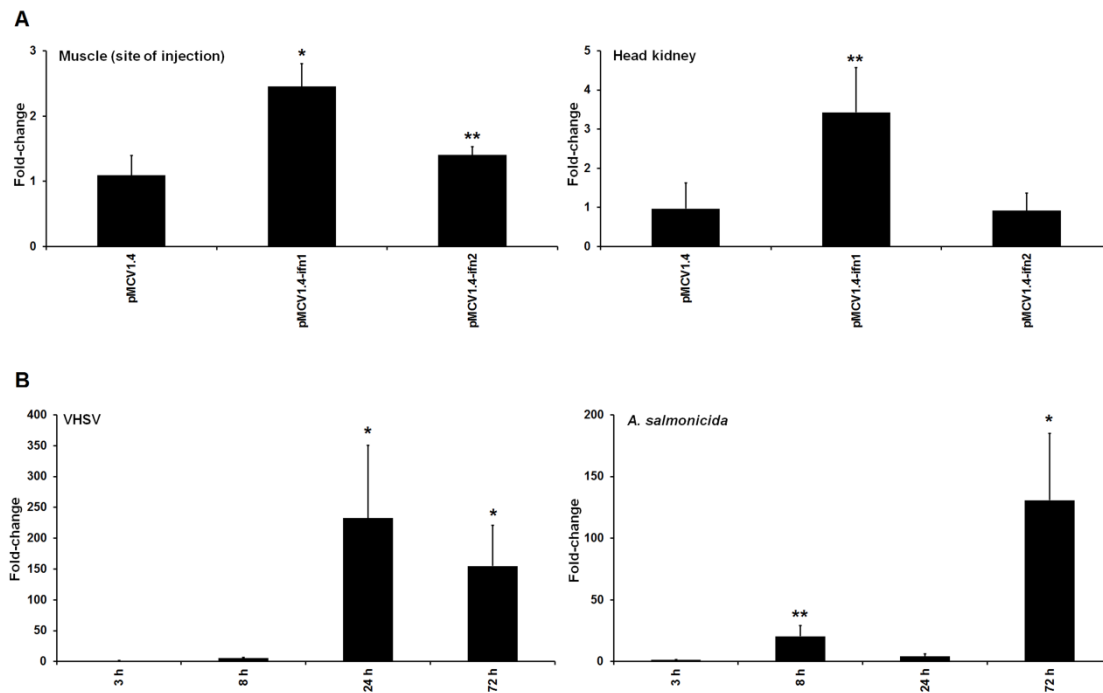 A
Muscle (site of injection)
Fold-change
3
2
1
0
*
**
pMCV1.4
pMCV1.4-ifn1
pMCV1.4-ifn2
Head kidney
Fold-change
5
4
3
2
1
0
**
pMCV1.4
pMCV1.4-ifn1
pMCV1.4-ifn2
B
VHSV
Fold-change
400
350
300
250
200
150
100
50
0
*
*
3 h
8 h
24 h
72 h
A. salmonicida
Fold-change
200
150
100
50
0
**
*
3 h
8 h
24 h
72 h